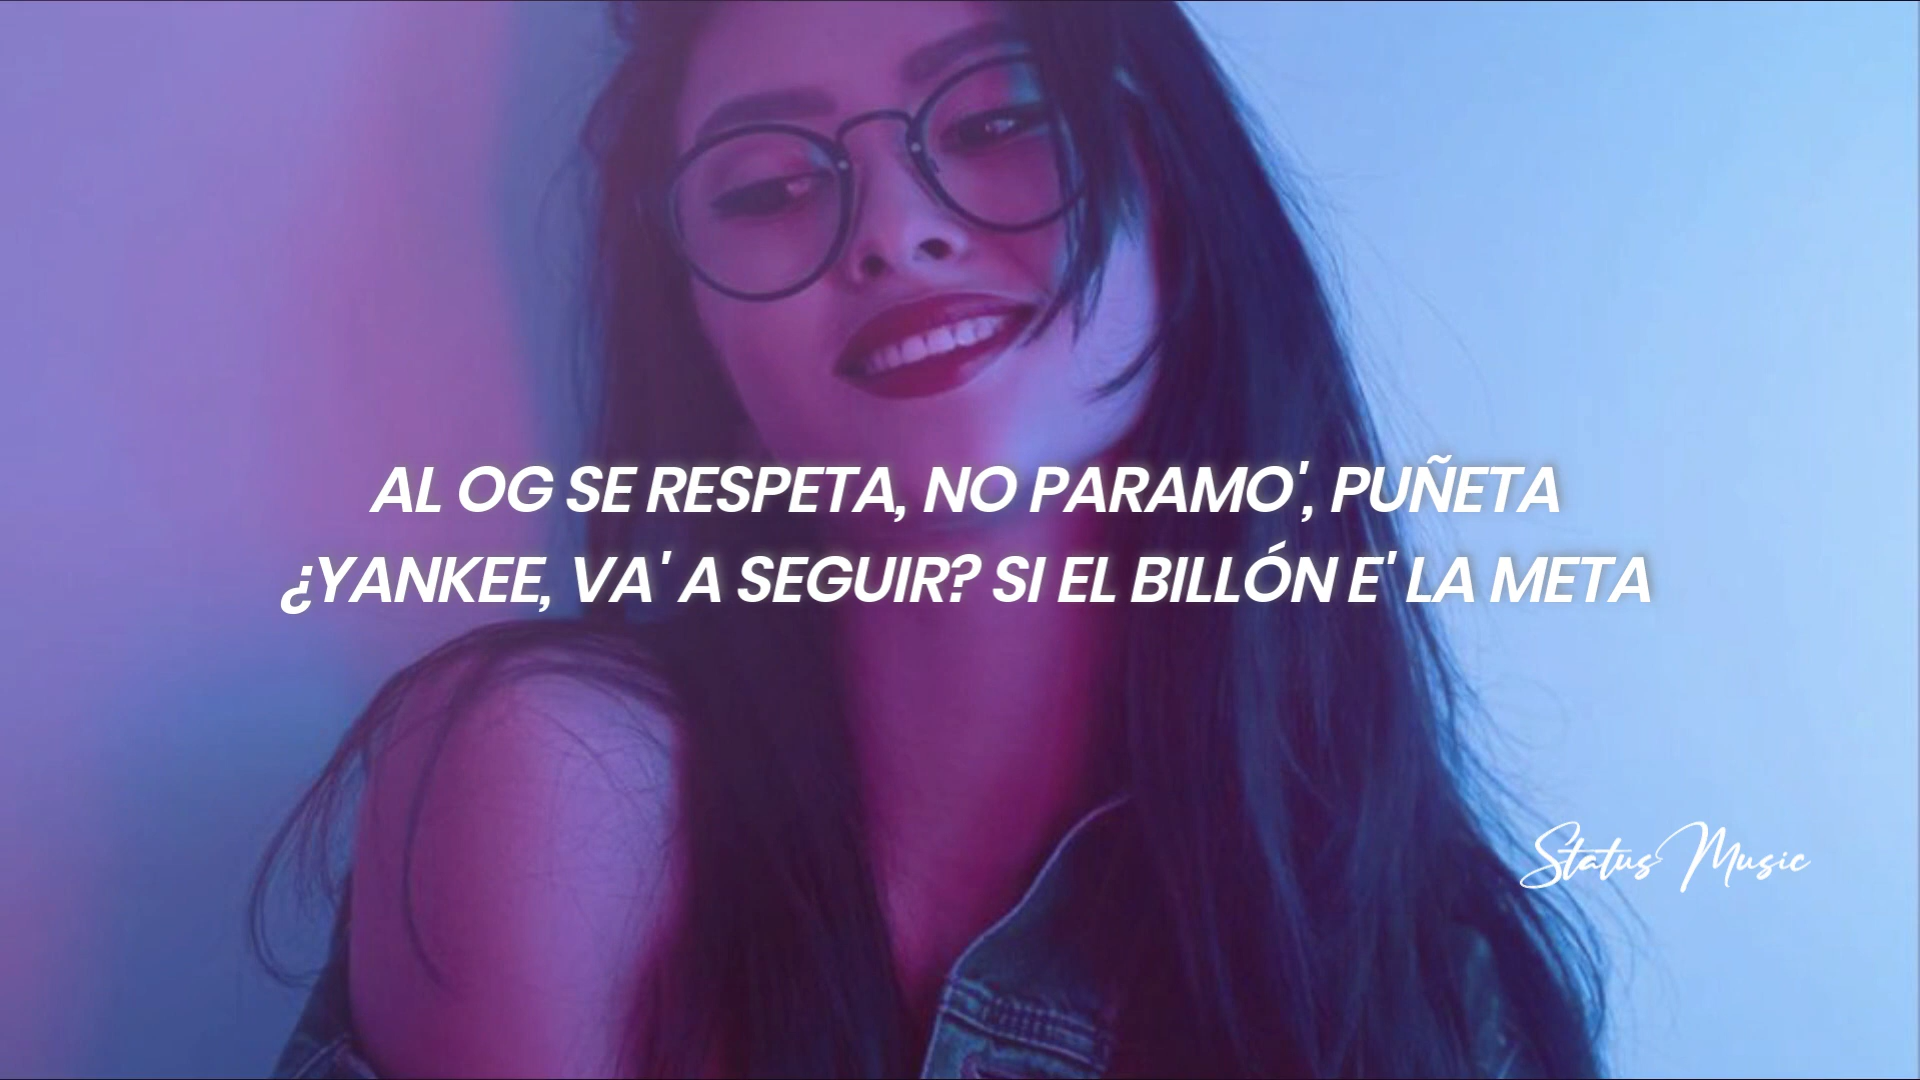 AL OG SE RESPETA, NO PARAMO', PUÑETA
¿YANKEE, VA' A SEGUIR? SI EL BILLÓN E' LA META
Status Music